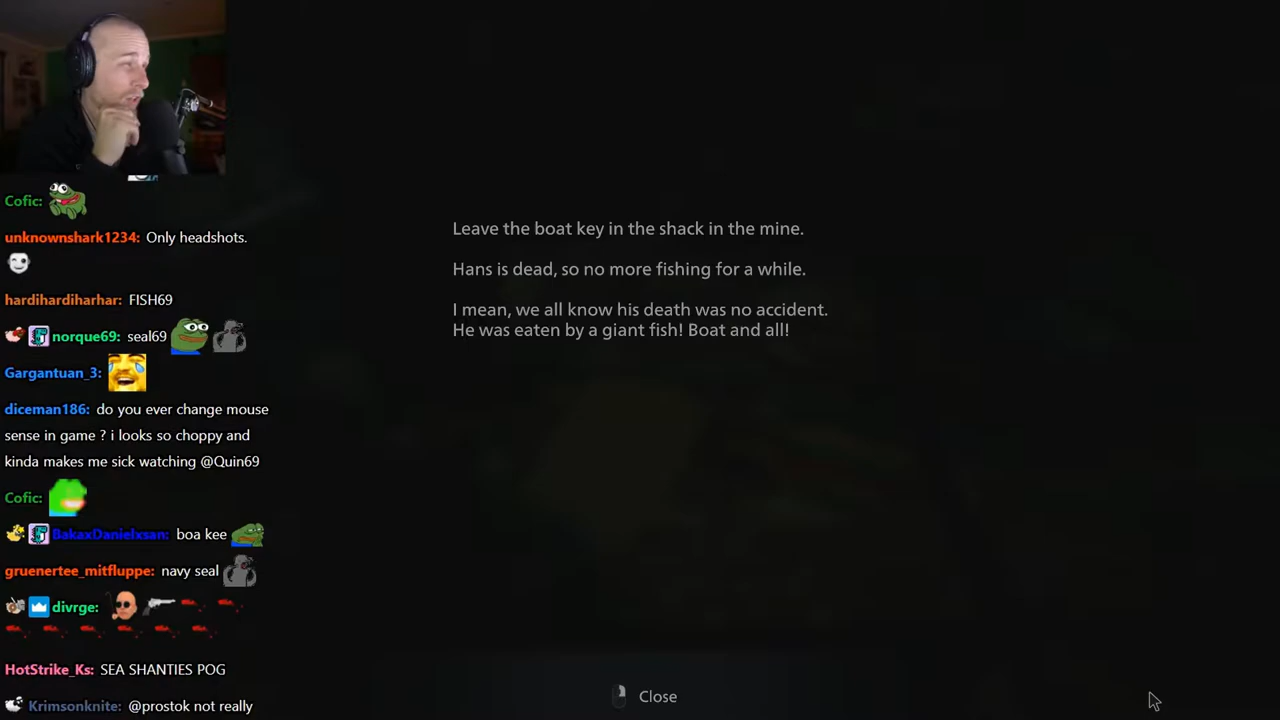 Cofic:
unknownshark1234: Only headshots.
hardihardiharhar: FISH69
norque69: seal69
Gargantuan_3:
diceman186: do you ever change mouse
sense in game ? i looks so choppy and
kinda makes me sick watching @Quin69
Cofic:
BakaxDanielxsan: boa kee
gruenertee_mitfluppe: navy seal
divrge:
HotStrike_Ks: SEA SHANTIES POG
Krimsonknite: @prostok not really
Leave the boat key in the shack in the mine.
Hans is dead, so no more fishing for a while.
I mean, we all know his death was no accident.
He was eaten by a giant fish! Boat and all!
Close